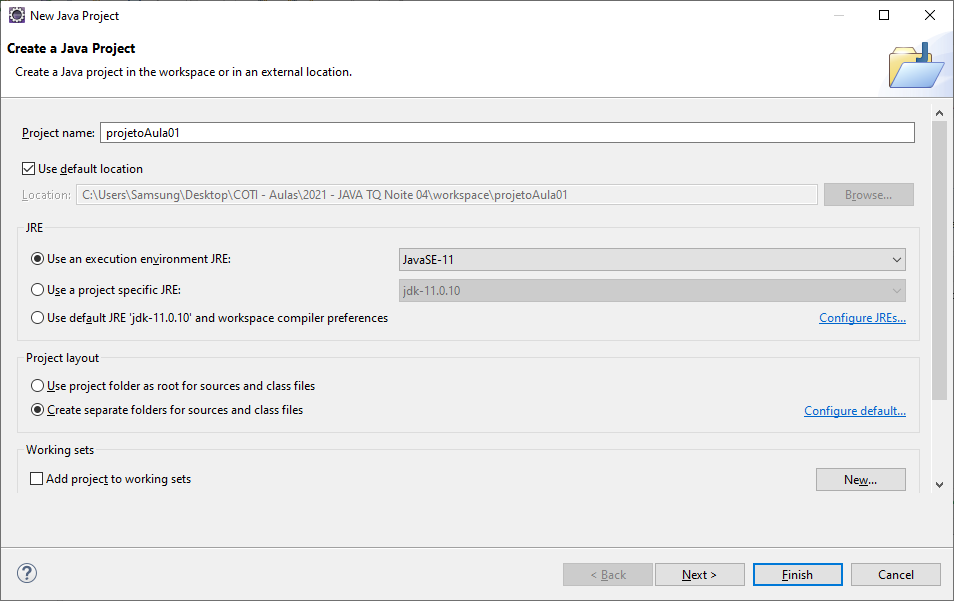 New Java Project
Create a Java Project
Create a Java project in the workspace or in an external location.
Project name: projetoAula01
Use default location
Location: C:\Users\Samsung\Desktop\COTI - Aulas\2021 - JAVA TQ Noite 04\workspace\projetoAula01 Browse...
JRE
Use an execution environment JRE: JavaSE-11
Use a project specific JRE: jdk-11.0.10
Use default JRE 'jdk-11.0.10' and workspace compiler preferences Configure JREs...
Project layout
Use project folder as root for sources and class files
Create separate folders for sources and class files Configure default...
Working sets
Add project to working sets New...
? < Back Next > Finish Cancel